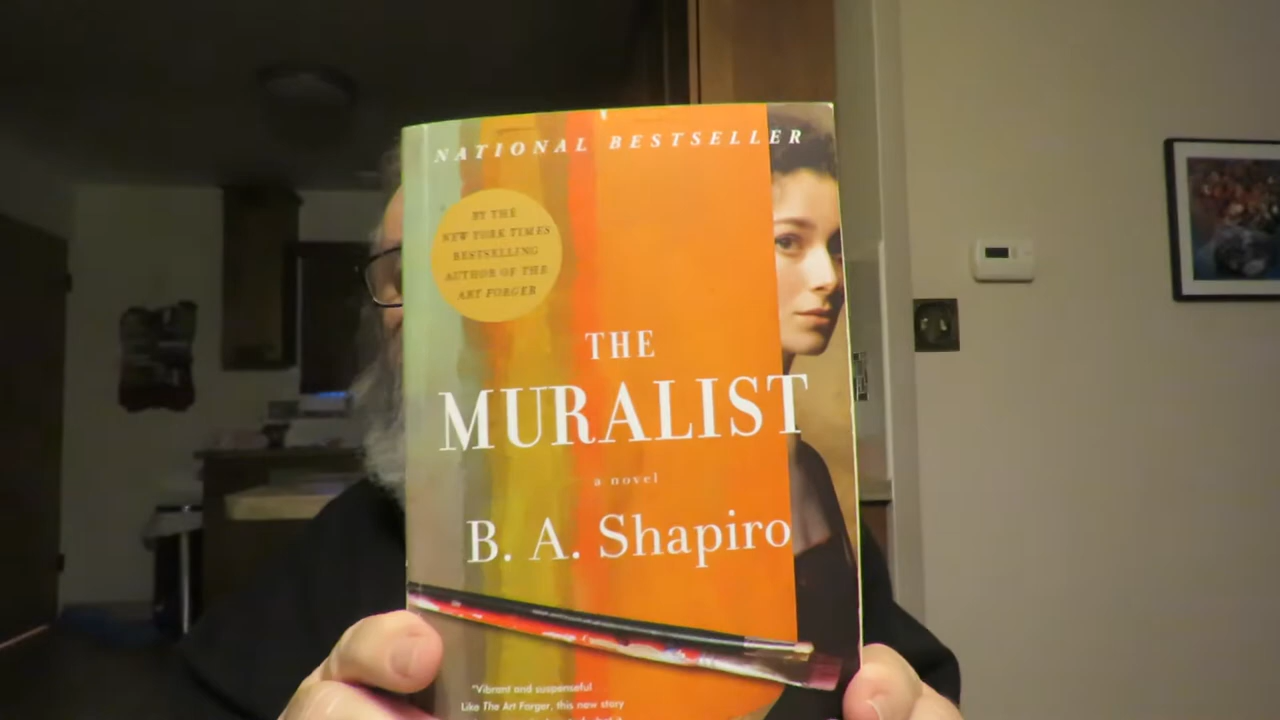 NATIONAL BESTSELLER
BY THE
NEW YORK TIMES
BESTSELLING
AUTHOR OF THE
ART FORGER
THE
MURALIST
a novel
B. A. Shapiro
"Vibrant and suspenseful
Like The Art Forger, this new story